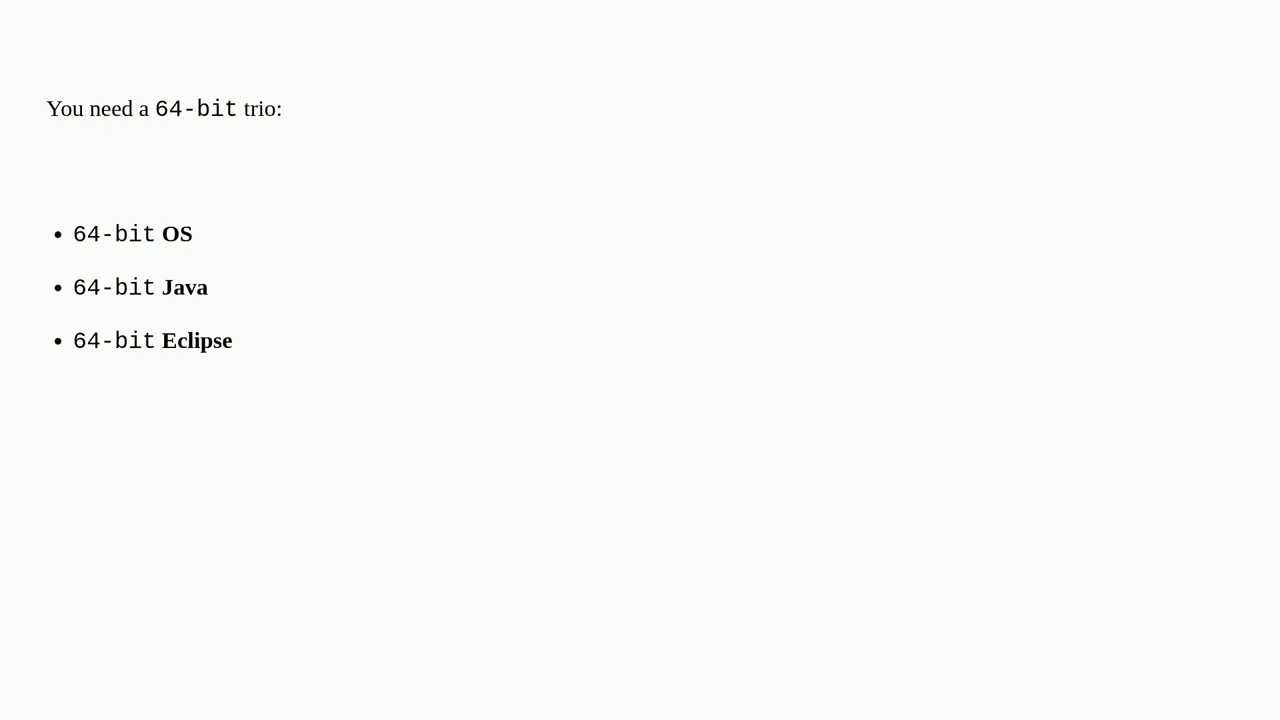 You need a 64-bit trio:
• 64-bit OS
• 64-bit Java
• 64-bit Eclipse